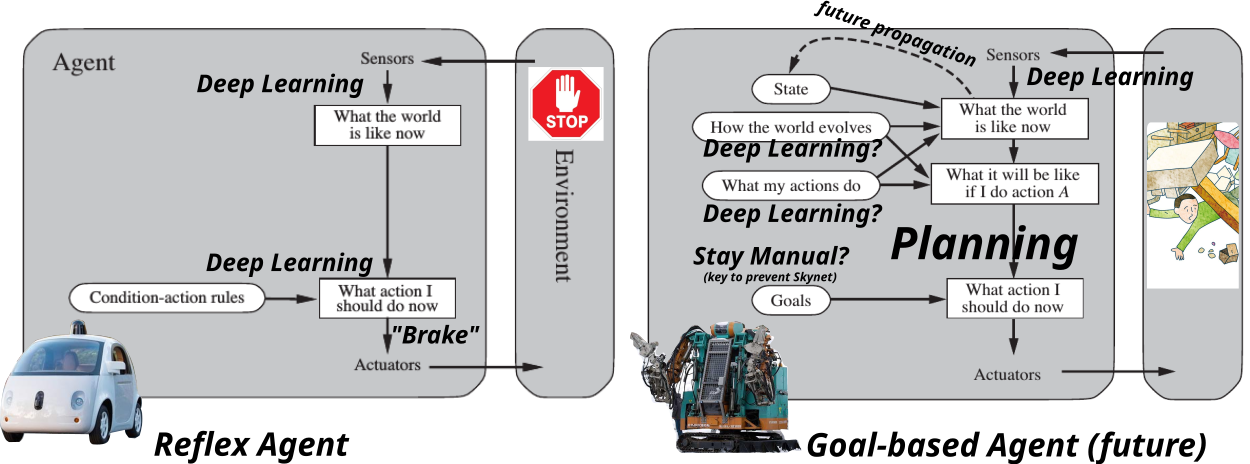 Agent
Sensors
Deep Learning
What the world
is like now
STOP
Environment
Deep Learning
Condition-action rules
What action I
should do now
"Brake"
Actuators
Reflex Agent
future propagation
Sensors
Deep Learning
State
What the world
is like now
How the world evolves
Deep Learning?
What it will be like
if I do action A
What my actions do
Deep Learning?
Planning
Stay Manual?
(key to prevent Skynet)
Goals
What action I
should do now
Actuators
Goal-based Agent (future)